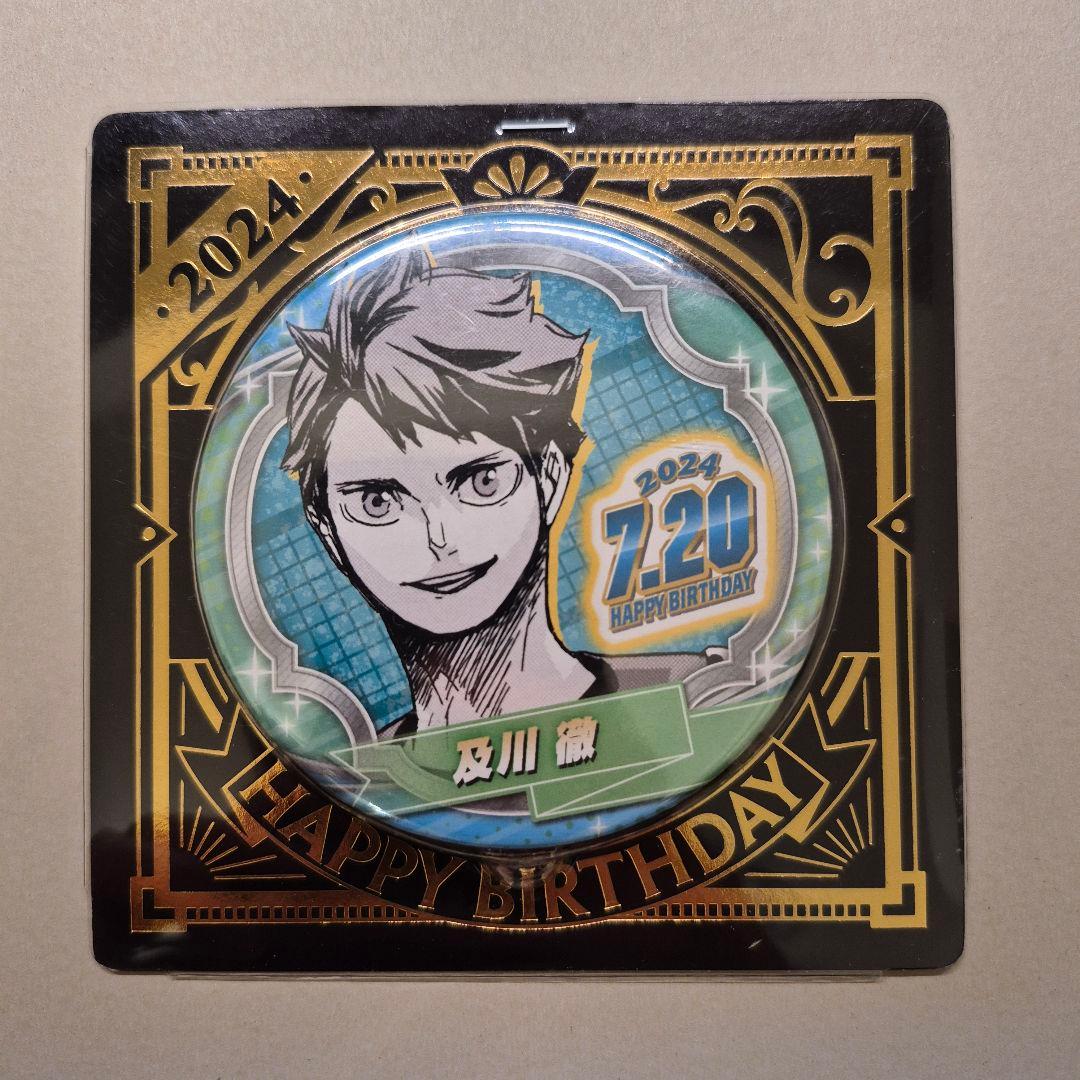 · 2024 ·
2024
7.20
HAPPY BIRTHDAY
及川 徹
HAPPY BIRTHDAY